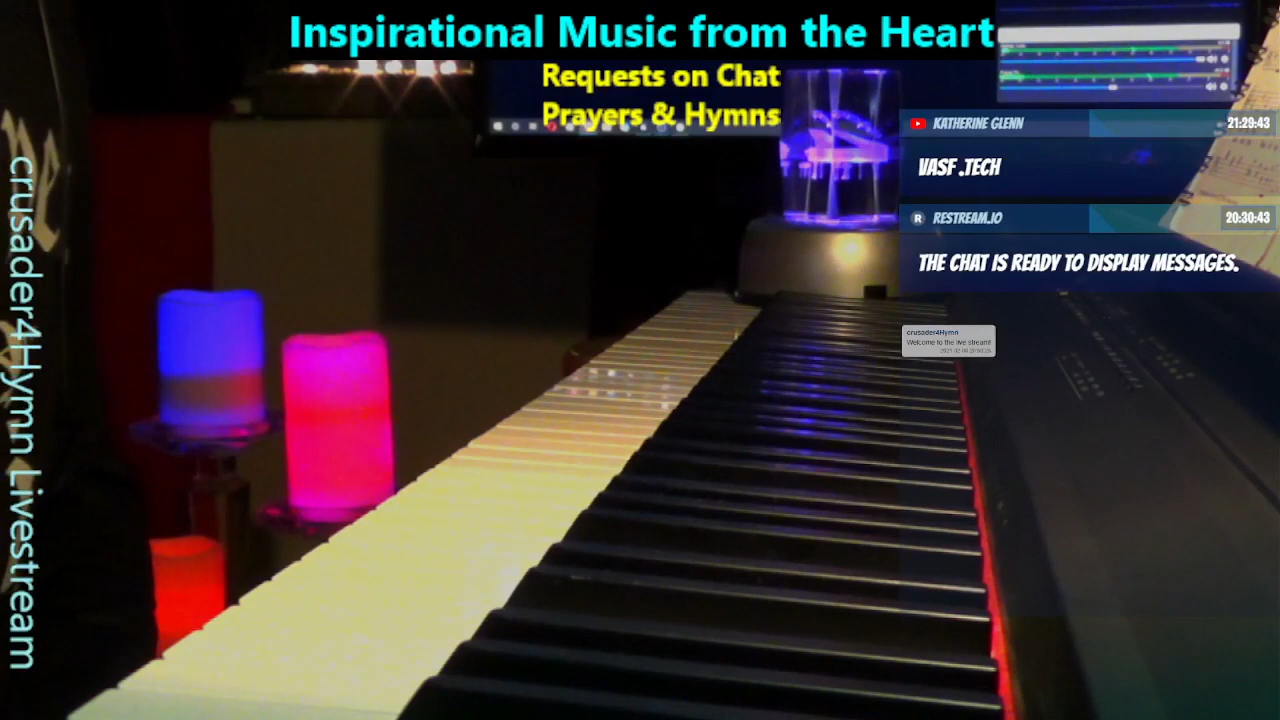 Inspirational Music from the Heart
Requests on Chat
Prayers & Hymns
KATHERINE GLENN
21:29:43
VASF .TECH
R
RESTREAM.IO
20:30:43
THE CHAT IS READY TO DISPLAY MESSAGES.
crusader4Hymn
Welcome to the live stream!
crusader4Hymn Livestream